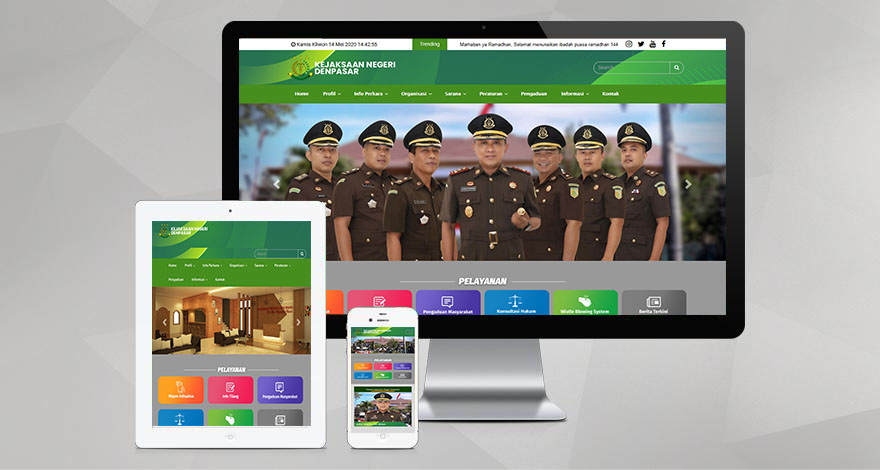 Kamis Kliwon 14 Mei 2020 14:42:55
Trending
Marhaban ya Ramadhan, Selamat menunaikan ibadah puasa ramadhan 144
KEJAKSAAN NEGERI
DENPASAR
Search
Home Profil Info Perkara Organisasi Sarana Peraturan Pengaduan Informasi Kontak
PELAYANAN
Pengaduan Masyarakat
Konsultasi Hukum
Wistle Blowing System
Berita Terkini
KEJAKSAAN NEGERI
DENPASAR
Search
Home Profil Info Perkara Organisasi Sarana Peraturan
Pengaduan Informasi Kontak
PELAYANAN
Info Tilang
Pengaduan Masyarakat
PELAYANAN